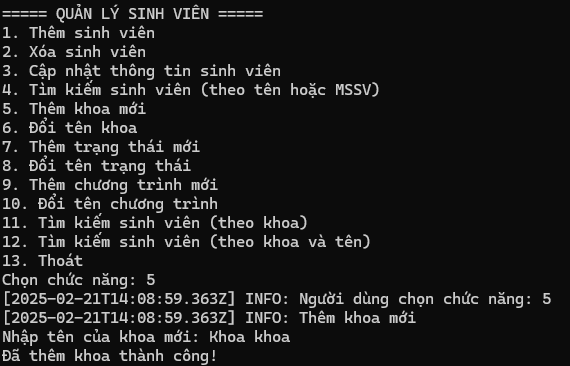 ===== QUẢN LÝ SINH VIÊN =====
1. Thêm sinh viên
2. Xóa sinh viên
3. Cập nhật thông tin sinh viên
4. Tìm kiếm sinh viên (theo tên hoặc MSSV)
5. Thêm khoa mới
6. Đổi tên khoa
7. Thêm trạng thái mới
8. Đổi tên trạng thái
9. Thêm chương trình mới
10. Đổi tên chương trình
11. Tìm kiếm sinh viên (theo khoa)
12. Tìm kiếm sinh viên (theo khoa và tên)
13. Thoát
Chọn chức năng: 5
[2025-02-21T14:08:59.363Z] INFO: Người dùng chọn chức năng: 5
[2025-02-21T14:08:59.363Z] INFO: Thêm khoa mới
Nhập tên của khoa mới: Khoa khoa
Đã thêm khoa thành công!